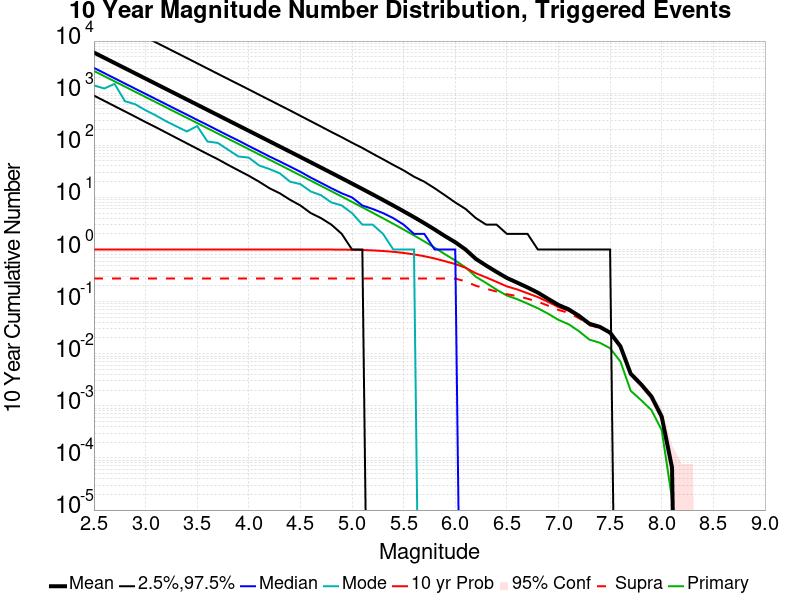 10 Year Magnitude Number Distribution, Triggered Events
10 Year Cumulative Number
10^4
10^3
10^2
10^1
10^0
10^-1
10^-2
10^-3
10^-4
10^-5
2.5 3.0 3.5 4.0 4.5 5.0 5.5 6.0 6.5 7.0 7.5 8.0 8.5 9.0
Magnitude
Mean 2.5%,97.5% Median Mode 10 yr Prob 95% Conf Supra Primary